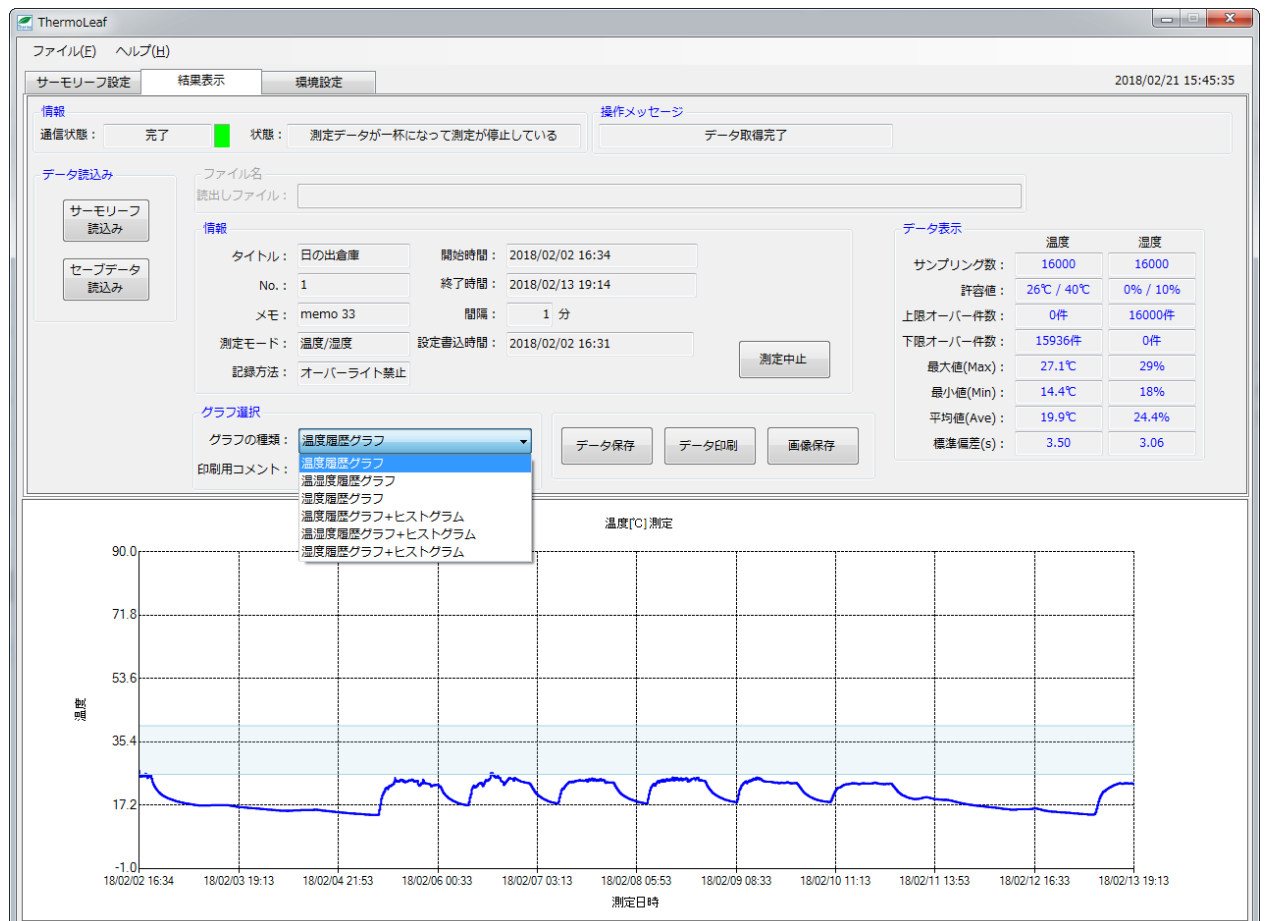 ThermoLeaf
ファイル(F) ヘルプ(H)
サーモリーフ設定 結果表示 環境設定 2018/02/21 15:45:35
情報
通信状態： 完了 状態： 測定データが一杯になって測定が停止している
操作メッセージ
データ取得完了
データ読込み
サーモリーフ
読込み
セーブデータ
読込み
ファイル名
読出しファイル：
情報
タイトル： 日の出倉庫 開始時間： 2018/02/02 16:34
No.： 1 終了時間： 2018/02/13 19:14
メモ： memo 33 間隔： 1 分
測定モード： 温度/湿度 設定書込時間： 2018/02/02 16:31
記録方法： オーバーライト禁止
測定中止
データ表示
温度 湿度
サンプリング数： 16000 16000
許容値： 26℃ / 40℃ 0% / 10%
上限オーバー件数： 0件 16000件
下限オーバー件数： 15936件 0件
最大値(Max)： 27.1℃ 29%
最小値(Min)： 14.4℃ 18%
平均値(Ave)： 19.9℃ 24.4%
標準偏差(s)： 3.50 3.06
グラフ選択
グラフの種類： 温度履歴グラフ
印刷用コメント：
温度履歴グラフ
温湿度履歴グラフ
湿度履歴グラフ
温度履歴グラフ+ヒストグラム
温湿度履歴グラフ+ヒストグラム
湿度履歴グラフ+ヒストグラム
データ保存 データ印刷 画像保存
温度[℃]測定
90.0
71.8
53.6
35.4
17.2
-1.0
温度
18/02/02 16:34 18/02/03 19:13 18/02/04 21:53 18/02/06 00:33 18/02/07 03:13 18/02/08 05:53 18/02/09 08:33 18/02/10 11:13 18/02/11 13:53 18/02/12 16:33 18/02/13 19:13
測定日時